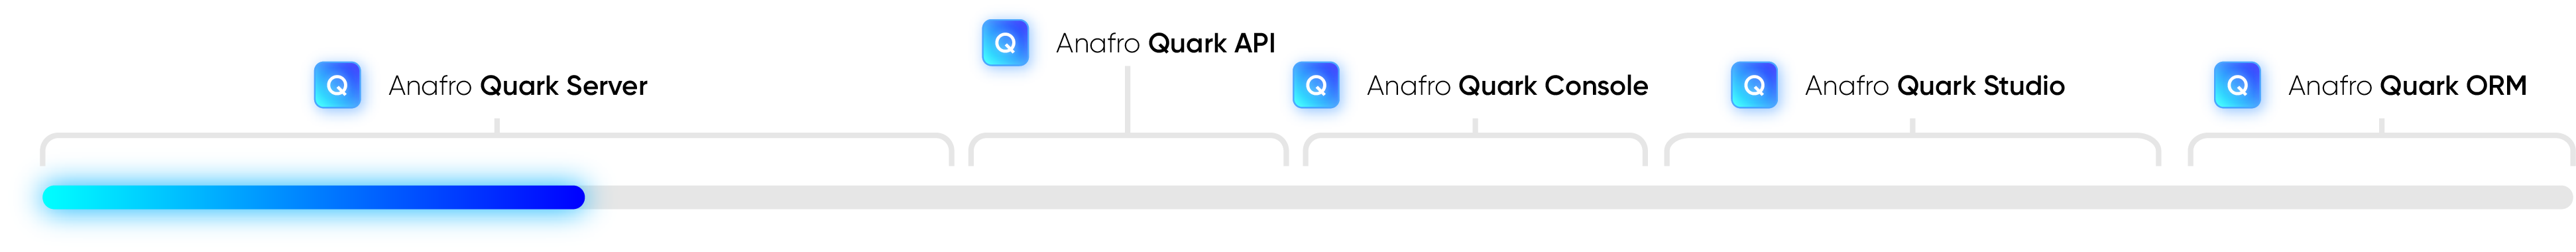 Q Anafro Quark Server
Q Anafro Quark API
Q Anafro Quark Console
Q Anafro Quark Studio
Q Anafro Quark ORM